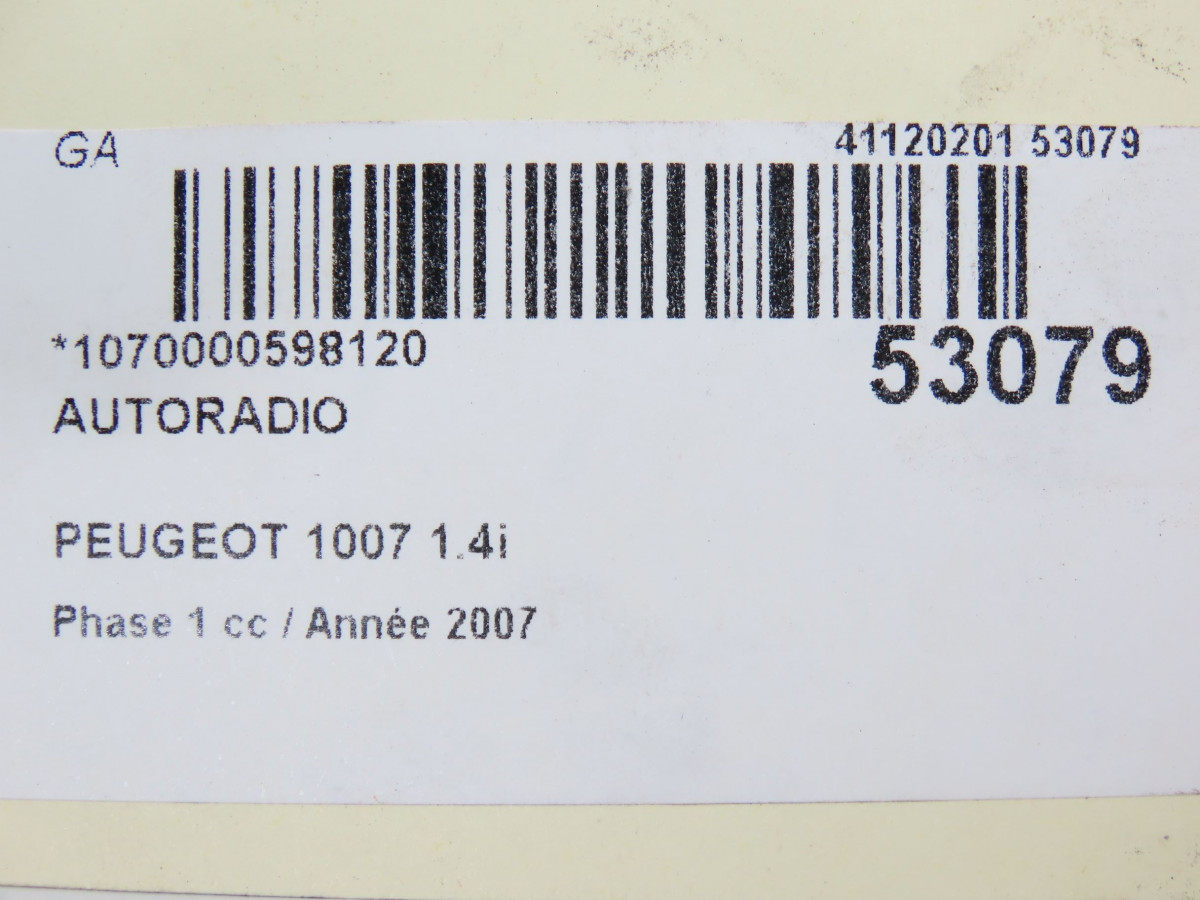 GA 41120201 53079
*1070000598120 53079
AUTORADIO
PEUGEOT 1007 1.4i
Phase 1 cc / Année 2007